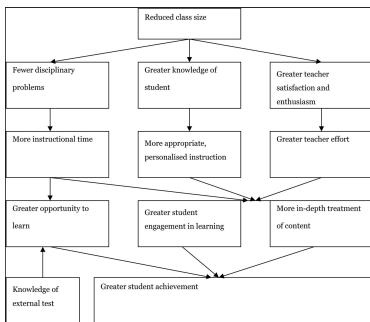 Reduced class size
Fewer disciplinary
problems
Greater knowledge of
student
Greater teacher
satisfaction and
enthusiasm
More instructional time
More appropriate,
personalised instruction
Greater teacher effort
Greater opportunity to
learn
Greater student
engagement in learning
More in-depth treatment
of content
Knowledge of
external test
Greater student achievement